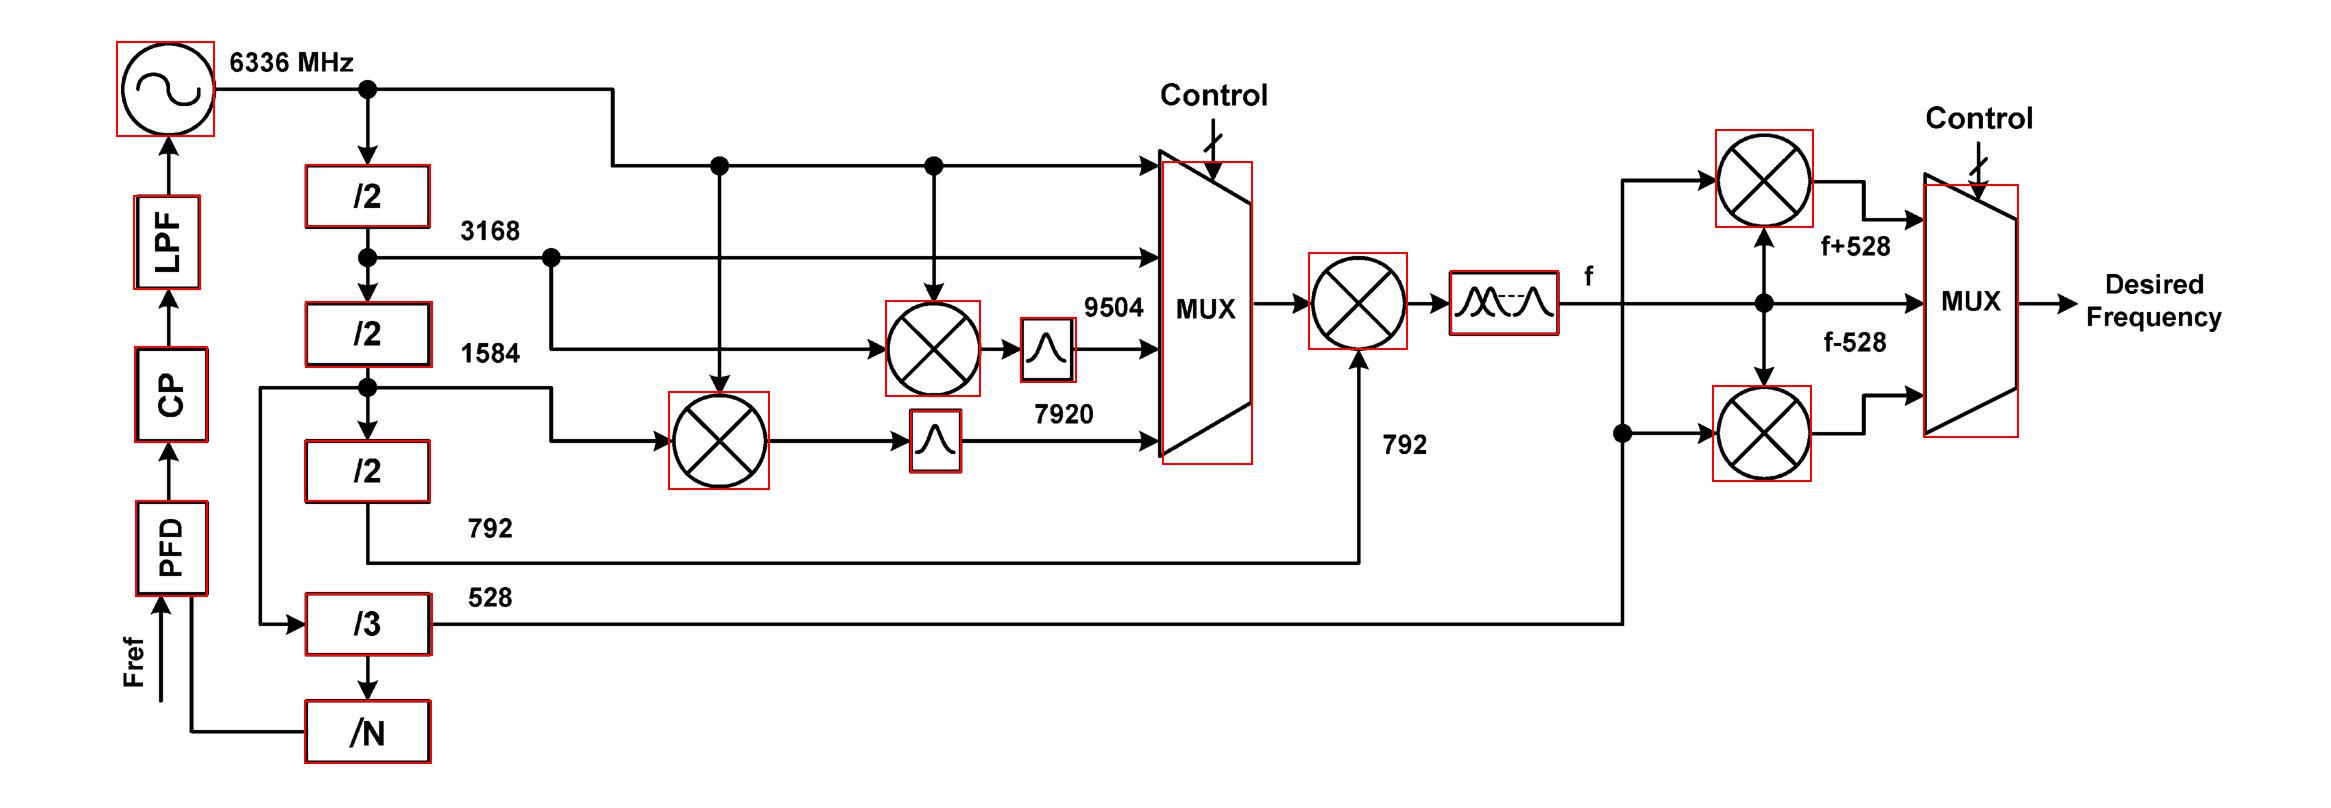 6336 MHz
Control
Control
/2
LPF
3168
f+528
f
Desired
Frequency
9504
MUX
MUX
/2
1584
f-528
CP
7920
792
/2
792
PFD
528
/3
Fref
/N